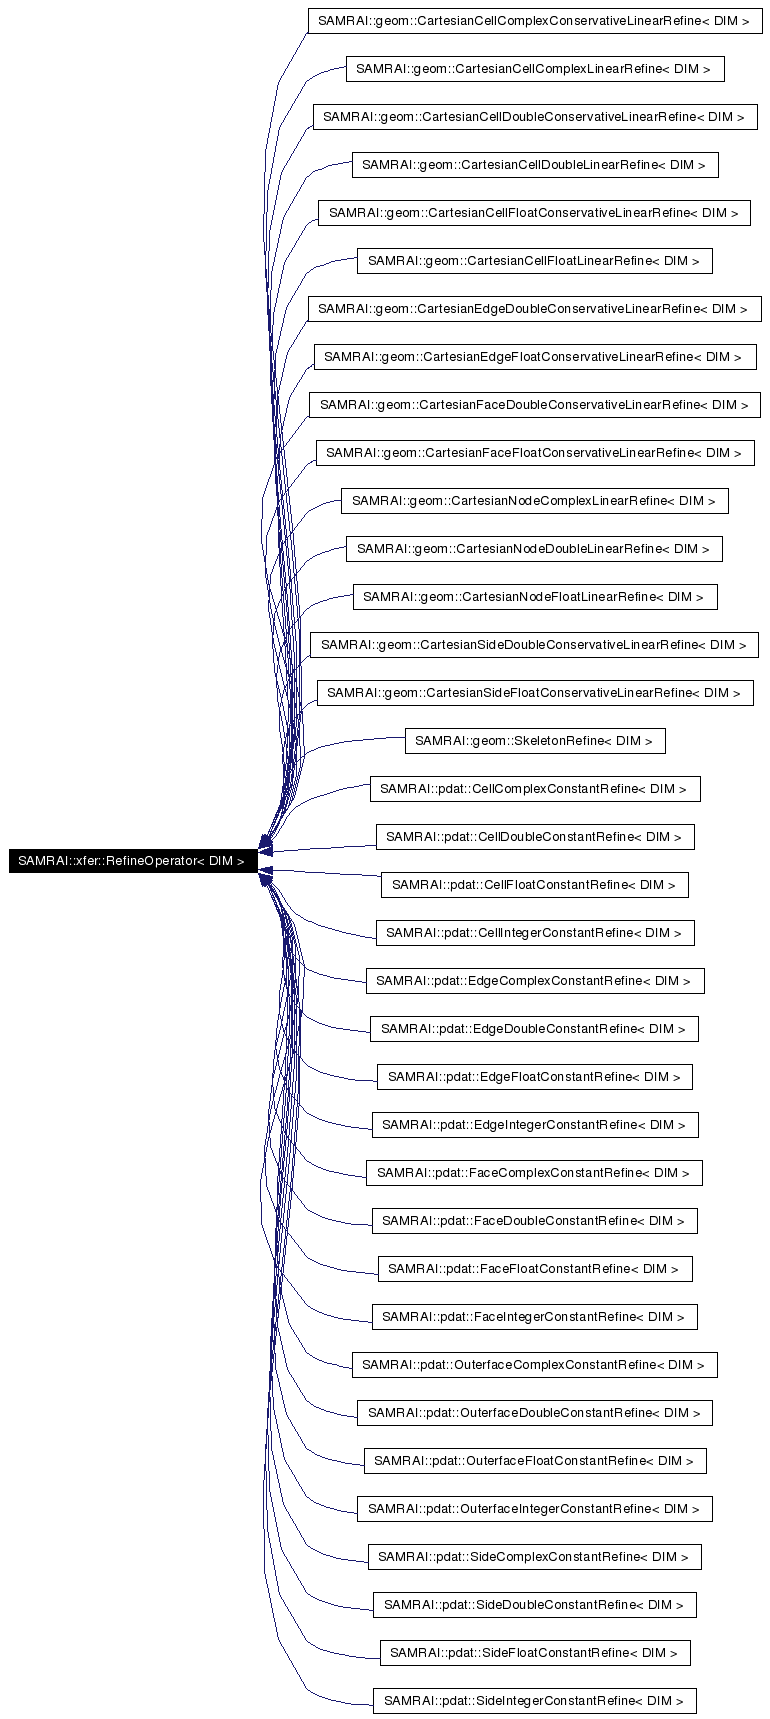 SAMRAI::geom::CartesianCellComplexConservativeLinearRefine< DIM >
SAMRAI::geom::CartesianCellComplexLinearRefine< DIM >
SAMRAI::geom::CartesianCellDoubleConservativeLinearRefine< DIM >
SAMRAI::geom::CartesianCellDoubleLinearRefine< DIM >
SAMRAI::geom::CartesianCellFloatConservativeLinearRefine< DIM >
SAMRAI::geom::CartesianCellFloatLinearRefine< DIM >
SAMRAI::geom::CartesianEdgeDoubleConservativeLinearRefine< DIM >
SAMRAI::geom::CartesianEdgeFloatConservativeLinearRefine< DIM >
SAMRAI::geom::CartesianFaceDoubleConservativeLinearRefine< DIM >
SAMRAI::geom::CartesianFaceFloatConservativeLinearRefine< DIM >
SAMRAI::geom::CartesianNodeComplexLinearRefine< DIM >
SAMRAI::geom::CartesianNodeDoubleLinearRefine< DIM >
SAMRAI::geom::CartesianNodeFloatLinearRefine< DIM >
SAMRAI::geom::CartesianSideDoubleConservativeLinearRefine< DIM >
SAMRAI::geom::CartesianSideFloatConservativeLinearRefine< DIM >
SAMRAI::geom::SkeletonRefine< DIM >
SAMRAI::pdat::CellComplexConstantRefine< DIM >
SAMRAI::pdat::CellDoubleConstantRefine< DIM >
SAMRAI::xfer::RefineOperator< DIM >
SAMRAI::pdat::CellFloatConstantRefine< DIM >
SAMRAI::pdat::CellIntegerConstantRefine< DIM >
SAMRAI::pdat::EdgeComplexConstantRefine< DIM >
SAMRAI::pdat::EdgeDoubleConstantRefine< DIM >
SAMRAI::pdat::EdgeFloatConstantRefine< DIM >
SAMRAI::pdat::EdgeIntegerConstantRefine< DIM >
SAMRAI::pdat::FaceComplexConstantRefine< DIM >
SAMRAI::pdat::FaceDoubleConstantRefine< DIM >
SAMRAI::pdat::FaceFloatConstantRefine< DIM >
SAMRAI::pdat::FaceIntegerConstantRefine< DIM >
SAMRAI::pdat::OuterfaceComplexConstantRefine< DIM >
SAMRAI::pdat::OuterfaceDoubleConstantRefine< DIM >
SAMRAI::pdat::OuterfaceFloatConstantRefine< DIM >
SAMRAI::pdat::OuterfaceIntegerConstantRefine< DIM >
SAMRAI::pdat::SideComplexConstantRefine< DIM >
SAMRAI::pdat::SideDoubleConstantRefine< DIM >
SAMRAI::pdat::SideFloatConstantRefine< DIM >
SAMRAI::pdat::SideIntegerConstantRefine< DIM >